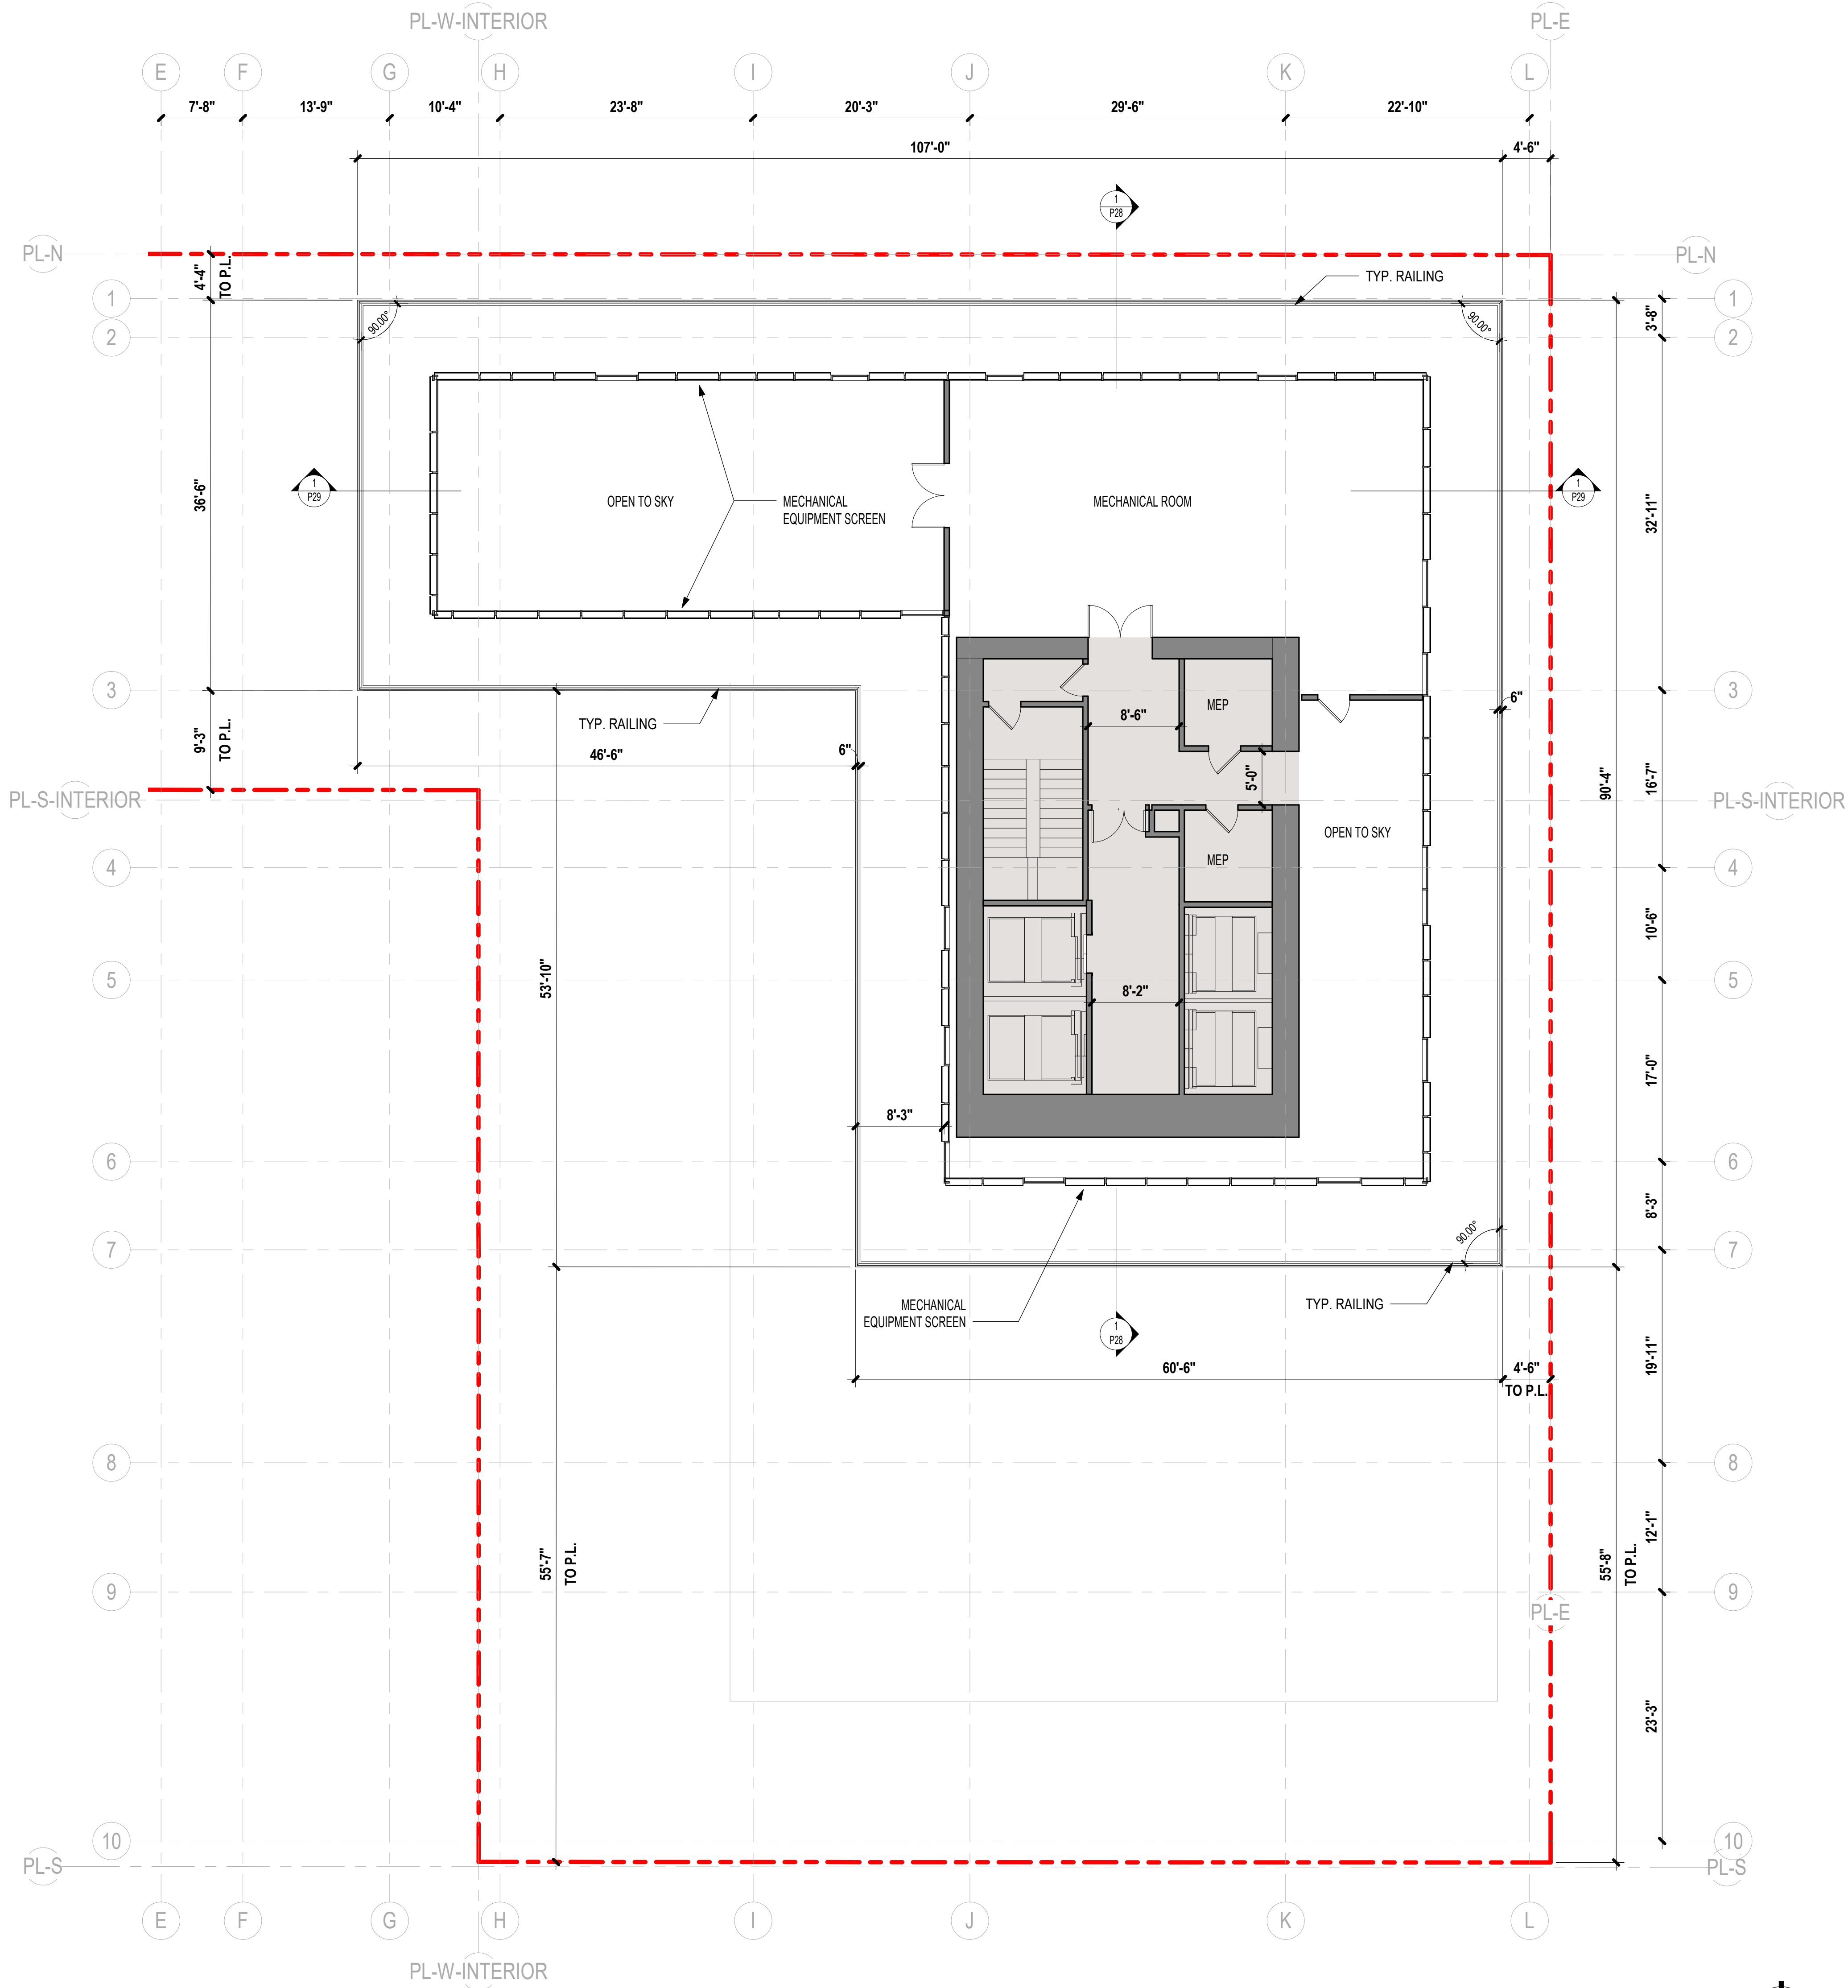 PL-W-INTERIOR
PL-E
E
F
G
H
I
J
K
L
7'-8"
13'-9"
10'-4"
23'-8"
20'-3"
29'-6"
22'-10"
107'-0"
4'-6"
1
P28
PL-N
PL-N
4'-4"
TO P.L.
TYP. RAILING
1
1
90.00°
90.00°
3'-8"
2
2
36'-6"
1
P29
OPEN TO SKY
MECHANICAL
EQUIPMENT SCREEN
MECHANICAL ROOM
1
P29
32'-11"
3
3
MEP
6"
8'-6"
TYP. RAILING
9'-3"
TO P.L.
46'-6"
6"
5'-0"
90'-4"
16'-7"
PL-S-INTERIOR
PL-S-INTERIOR
OPEN TO SKY
MEP
4
4
10'-6"
53'-10"
5
5
8'-2"
17'-0"
8'-3"
6
6
8'-3"
90.00°
7
7
MECHANICAL
EQUIPMENT SCREEN
TYP. RAILING
1
P28
60'-6"
4'-6"
TO P.L.
19'-11"
8
8
12'-1"
55'-7"
TO P.L.
55'-8"
TO P.L.
9
9
PL-E
23'-3"
10
10
PL-S
PL-S
E
F
G
H
I
J
K
L
PL-W-INTERIOR